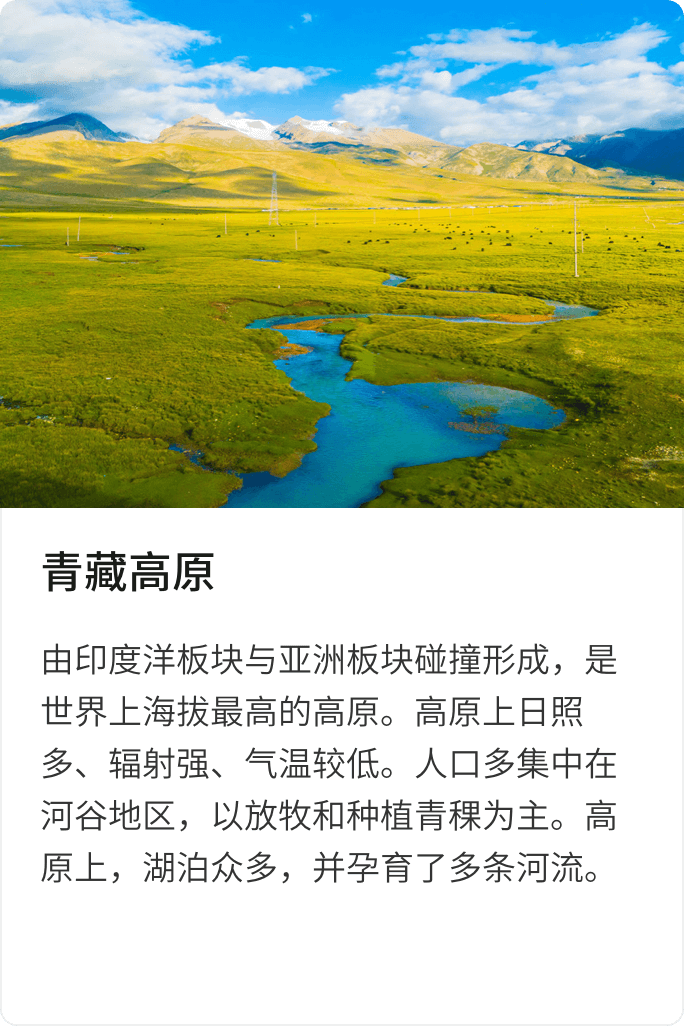 青藏高原
由印度洋板块与亚洲板块碰撞形成，是
世界上海拔最高的高原。高原上日照
多、辐射强、气温较低。人口多集中在
河谷地区，以放牧和种植青稞为主。高
原上，湖泊众多，并孕育了多条河流。